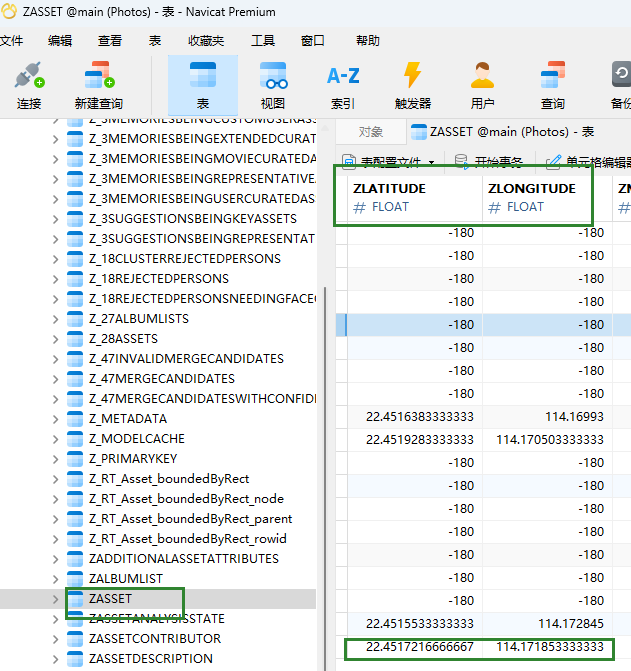 ZASSET @main (Photos) - 表 - Navicat Premium
文件 编辑 查看 表 收藏夹 工具 窗口 帮助
A-Z
连接 新建查询 表 视图 索引 触发器 用户 查询 备份
Z_3MEMORIESBEINGCUSTOMUSERASS
Z_3MEMORIESBEINGEXTENDEDCURAT
Z_3MEMORIESBEINGMOVIECURATEDA
Z_3MEMORIESBEINGREPRESENTATIVE
Z_3MEMORIESBEINGUSERCURATEDAS
Z_3SUGGESTIONSBEINGKEYASSETS
Z_3SUGGESTIONSBEINGREPRESENTAT
Z_18CLUSTERREJECTEDPERSONS
Z_18REJECTEDPERSONS
Z_18REJECTEDPERSONSNEEDINGFACEC
Z_27ALBUMLISTS
Z_28ASSETS
Z_47INVALIDMERGECANDIDATES
Z_47MERGECANDIDATES
Z_47MERGECANDIDATESWITHCONFID
Z_METADATA
Z_MODELCACHE
Z_PRIMARYKEY
Z_RT_Asset_boundedByRect
Z_RT_Asset_boundedByRect_node
Z_RT_Asset_boundedByRect_parent
Z_RT_Asset_boundedByRect_rowid
ZADDITIONALASSETATTRIBUTES
ZALBUMLIST
ZASSET
ZASSETANALYSISSTATE
ZASSETCONTRIBUTOR
ZASSETDESCRIPTION
对象 ZASSET @main (Photos) - 表
表配置文件 开始事务 单元格编辑器
ZLATITUDE ZLONGITUDE
# FLOAT # FLOAT #
-180 -180
-180 -180
-180 -180
-180 -180
-180 -180
-180 -180
-180 -180
-180 -180
22.4516383333333 114.16993
22.4519283333333 114.170503333333
-180 -180
-180 -180
-180 -180
-180 -180
-180 -180
-180 -180
-180 -180
22.4515533333333 114.172845
22.4517216666667 114.171853333333